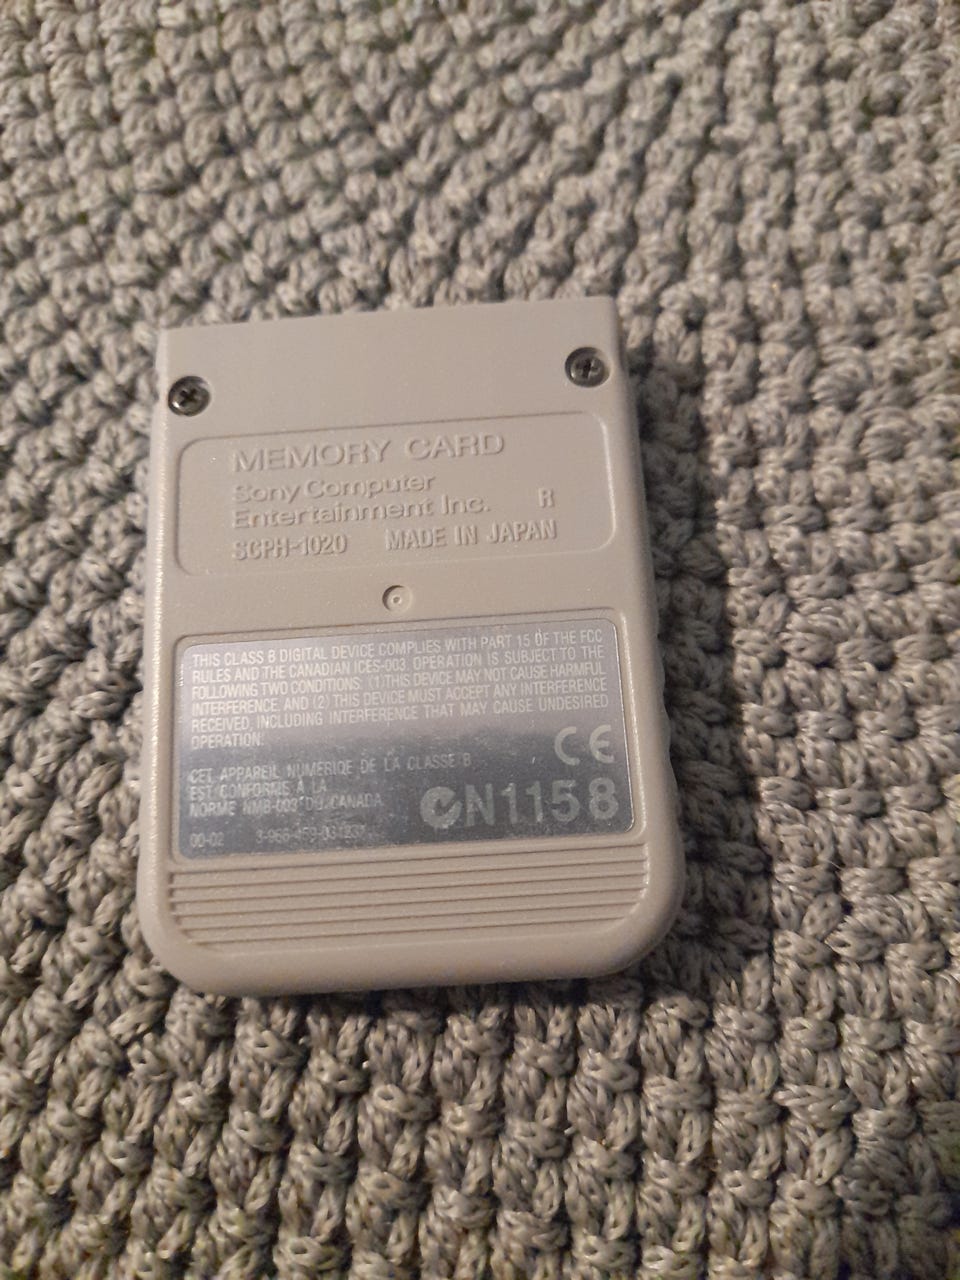 MEMORY CARD
Sony Computer
Entertainment Inc. R
SCPH-1020 MADE IN JAPAN
THIS CLASS B DIGITAL DEVICE COMPLIES WITH PART 15 OF THE FCC
RULES AND THE CANADIAN ICES-003. OPERATION IS SUBJECT TO THE
FOLLOWING TWO CONDITIONS: (1) THIS DEVICE MAY NOT CAUSE HARMFUL
INTERFERENCE, AND (2) THIS DEVICE MUST ACCEPT ANY INTERFERENCE
RECEIVED, INCLUDING INTERFERENCE THAT MAY CAUSE UNDESIRED
OPERATION.
CE
CET APPAREIL NUMERIQE DE LA CLASSE B
EST CONFORMIS A LA
NORME NMB-003 DU CANADA
N1158
00-02